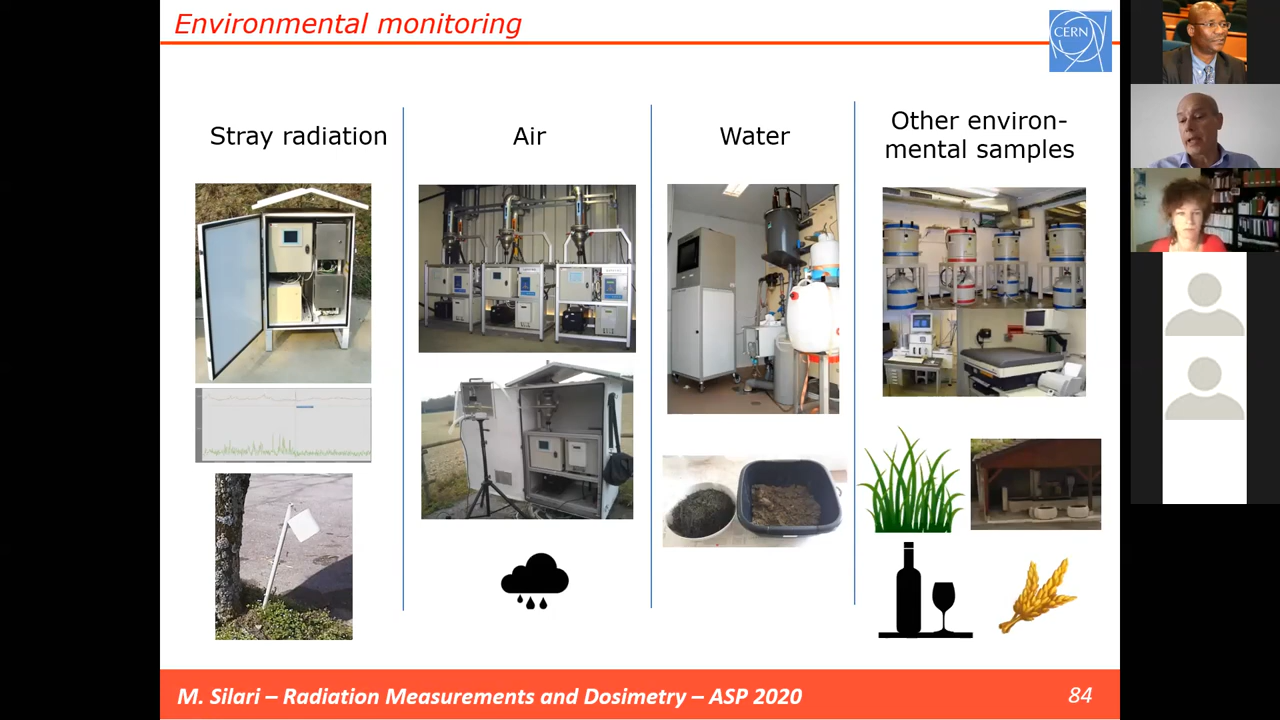 Environmental monitoring
CERN
Stray radiation
Air
Water
Other environ-
mental samples
M. Silari – Radiation Measurements and Dosimetry – ASP 2020
84